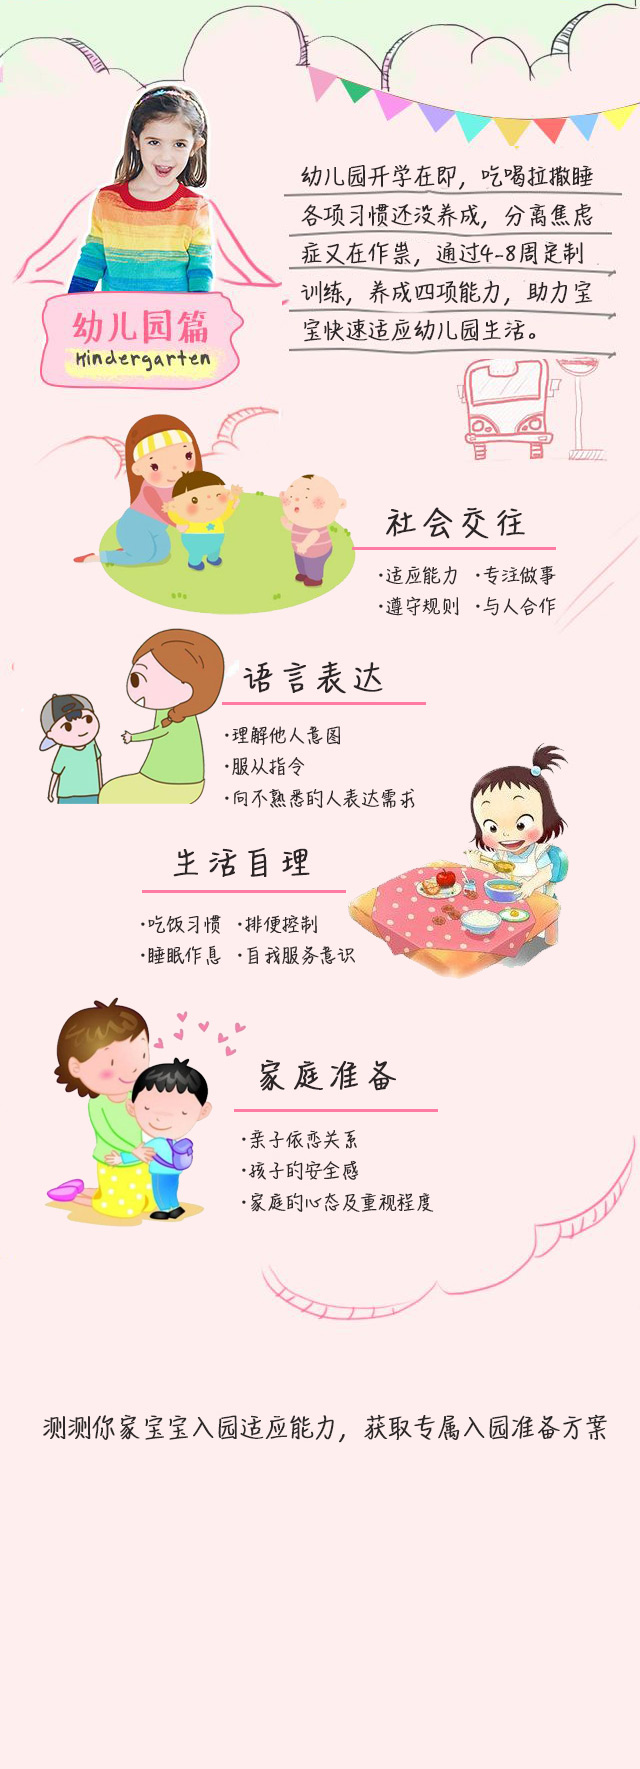 幼儿园开学在即，吃喝拉撒睡
各项习惯还没养成，分离焦虑
症又在作祟，通过4-8周定制
训练，养成四项能力，助力宝
宝快速适应幼儿园生活。
幼儿园篇
Kindergarten
社会交往
·适应能力 ·专注做事
·遵守规则 ·与人合作
语言表达
·理解他人意图
·服从指令
·向不熟悉的人表达需求
生活自理
·吃饭习惯 ·排便控制
·睡眠作息 ·自我服务意识
家庭准备
·亲子依恋关系
·孩子的安全感
·家庭的心态及重视程度
测测你家宝宝入园适应能力，获取专属入园准备方案